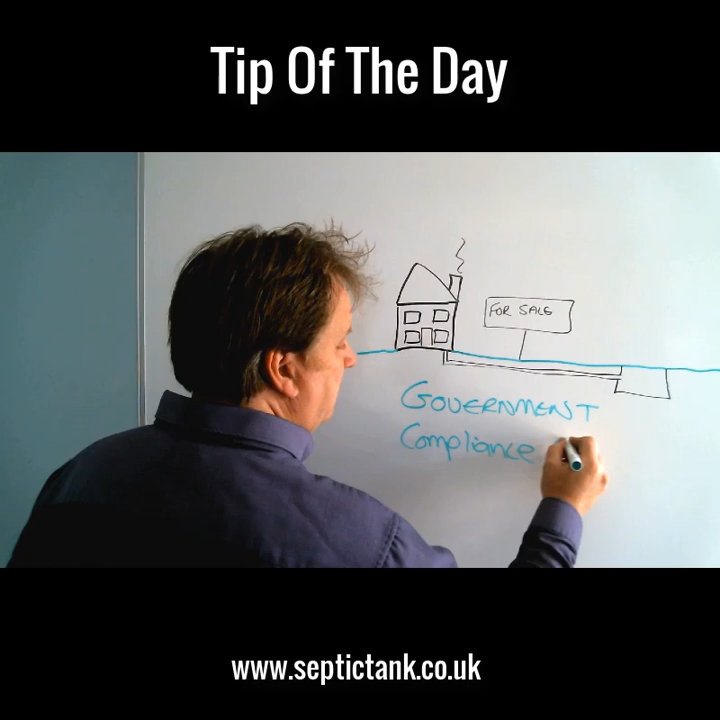 Tip Of The Day
FOR SALE
GOVERNMENT
Compliance
www.septictank.co.uk